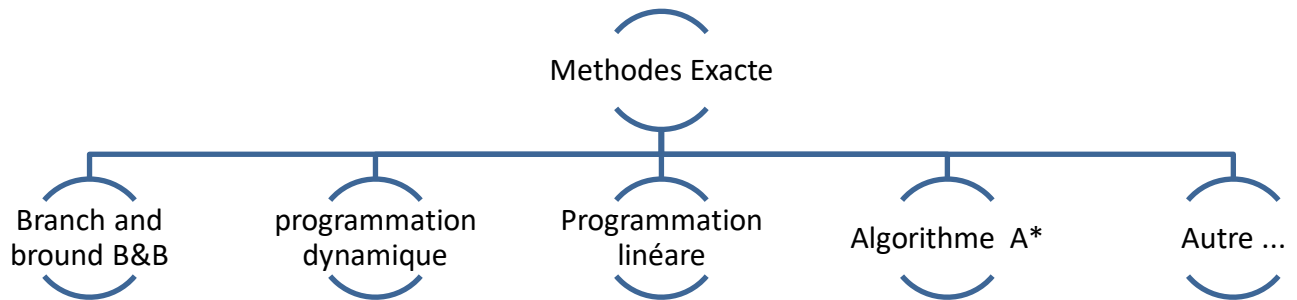 Methodes Exacte
Branch and
bround B&B
programmation
dynamique
Programmation
linéare
Algorithme A*
Autre ...